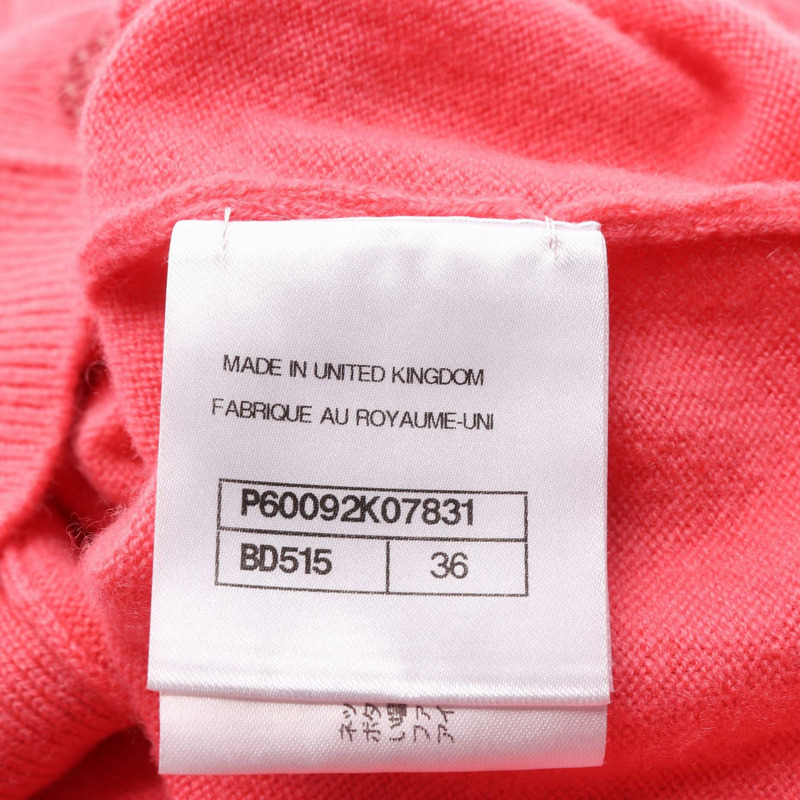 MADE IN UNITED KINGDOM
FABRIQUE AU ROYAUME-UNI
P60092K07831
BD515 36